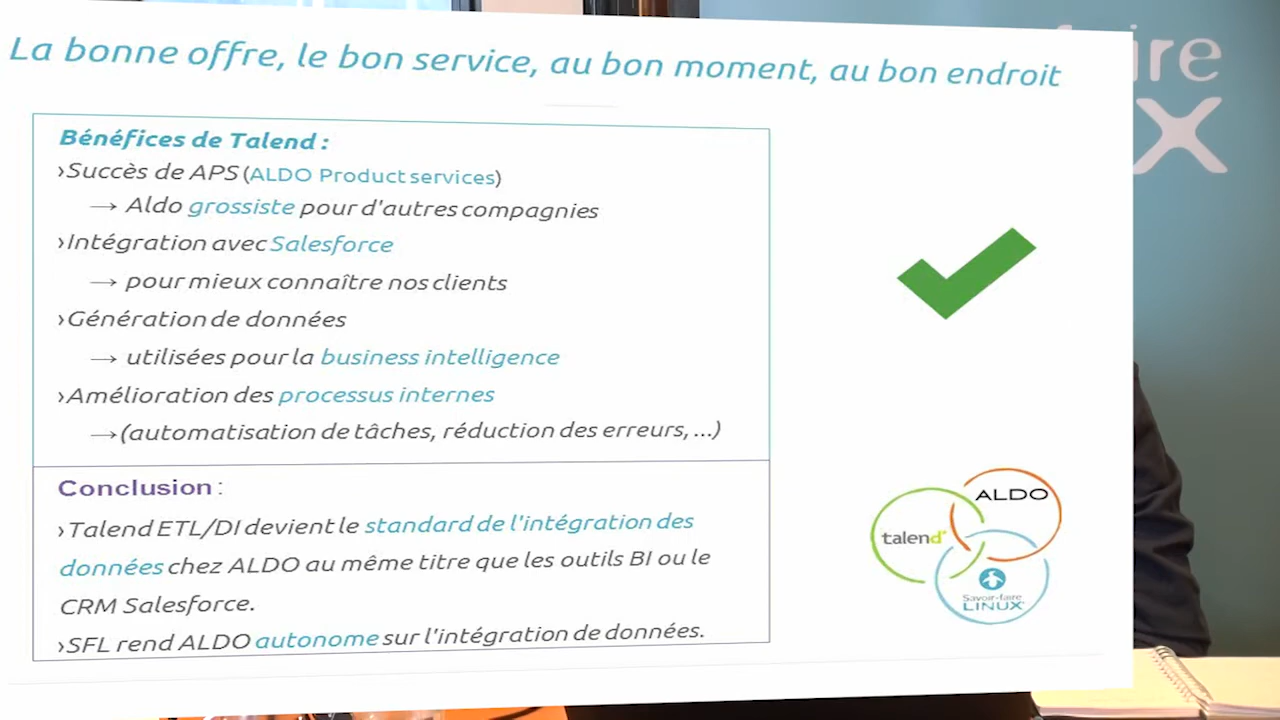 La bonne offre, le bon service, au bon moment, au bon endroit
Bénéfices de Talend :
›Succès de APS (ALDO Product services)
→ Aldo grossiste pour d'autres compagnies
›Intégration avec Salesforce
→ pour mieux connaître nos clients
›Génération de données
→ utilisées pour la business intelligence
›Amélioration des processus internes
→(automatisation de tâches, réduction des erreurs, ...)
Conclusion :
›Talend ETL/DI devient le standard de l'intégration des
données chez ALDO au même titre que les outils BI ou le
CRM Salesforce.
›SFL rend ALDO autonome sur l'intégration de données.
ALDO
talend
Savoir-faire
LINUX
ire
X